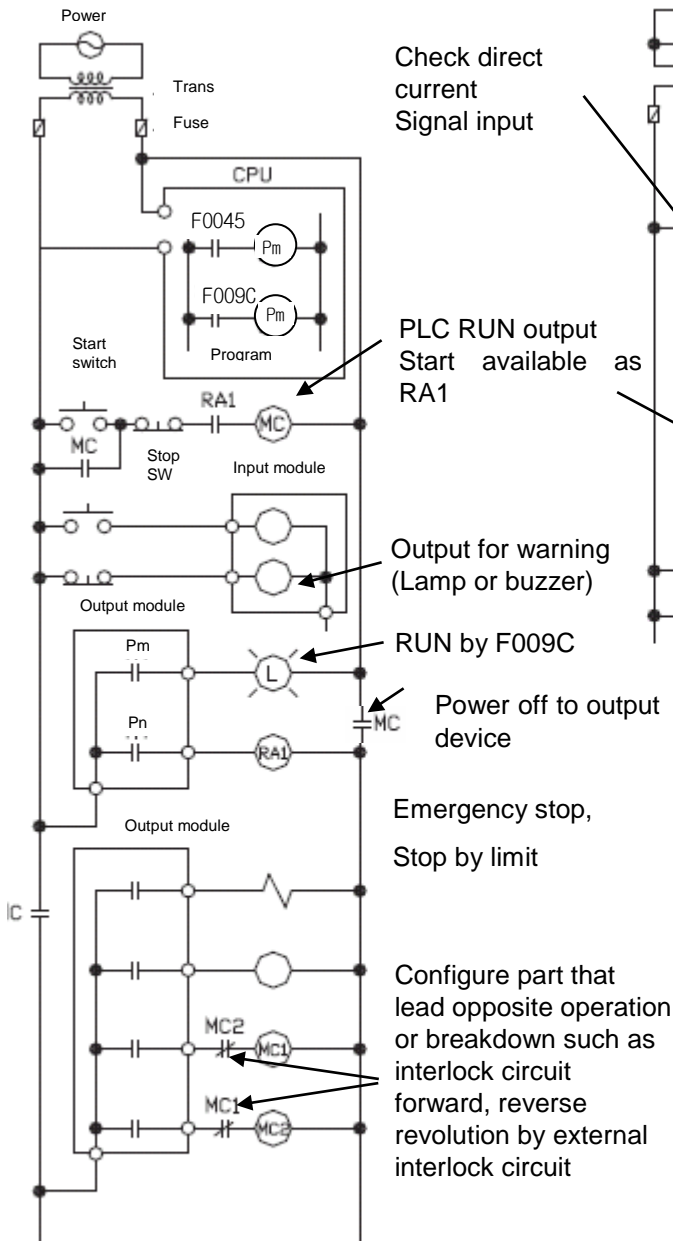 Power
Trans
Fuse
CPU
F0045
Pm
F009C
Pm
Program
Start
switch
RA1
MC
MC
Stop
SW
Input module
Output module
Pm
L
Pn
RA1
MC
Output module
C
MC2
MC1
MC1
MC2
Check direct
current
Signal input
PLC RUN output
Start available as
RA1
Output for warning
(Lamp or buzzer)
RUN by F009C
Power off to output
device
Emergency stop,
Stop by limit
Configure part that
lead opposite operation
or breakdown such as
interlock circuit
forward, reverse
revolution by external
interlock circuit